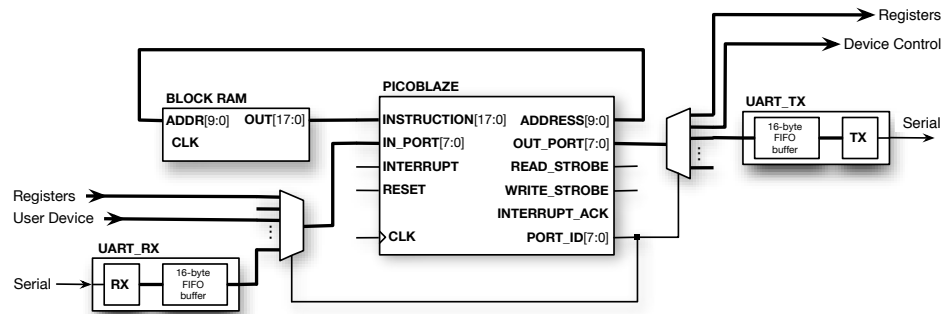 Registers
Device Control
PICOBLAZE
BLOCK RAM
ADDR[9:0] OUT[17:0]
CLK
INSTRUCTION[17:0] ADDRESS[9:0]
IN_PORT[7:0] OUT_PORT[7:0]
INTERRUPT READ_STROBE
RESET WRITE_STROBE
INTERRUPT_ACK
CLK PORT_ID[7:0]
UART_TX
16-byte
FIFO
buffer
TX
Serial
Registers
User Device
UART_RX
Serial
RX
16-byte
FIFO
buffer